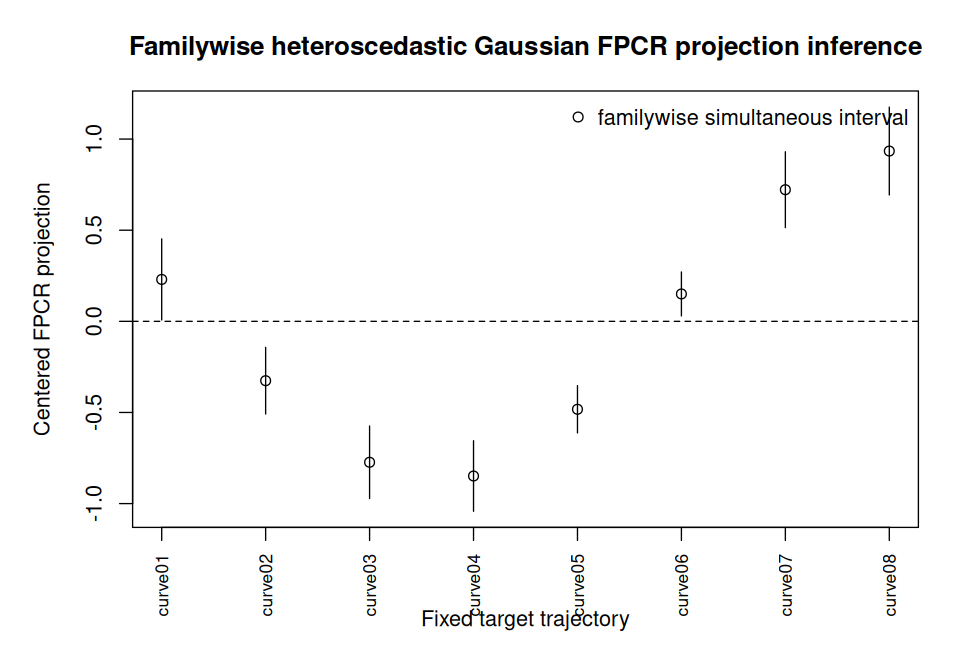 Familywise heteroscedastic Gaussian FPCR projection inference
familywise simultaneous interval
Centered FPCR projection
1.0
0.5
0.0
-0.5
-1.0
curve01
curve02
curve03
curve04
curve05
curve06
curve07
curve08
Fixed target trajectory